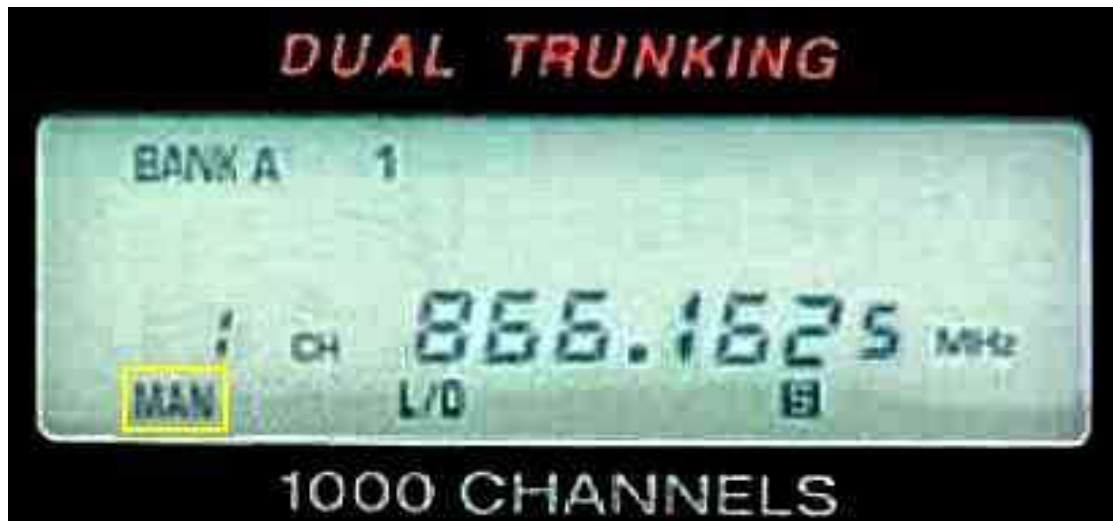 DUAL TRUNKING
BANK A 1
1 CH 866.1625 MHz
MAN L/O S
1000 CHANNELS